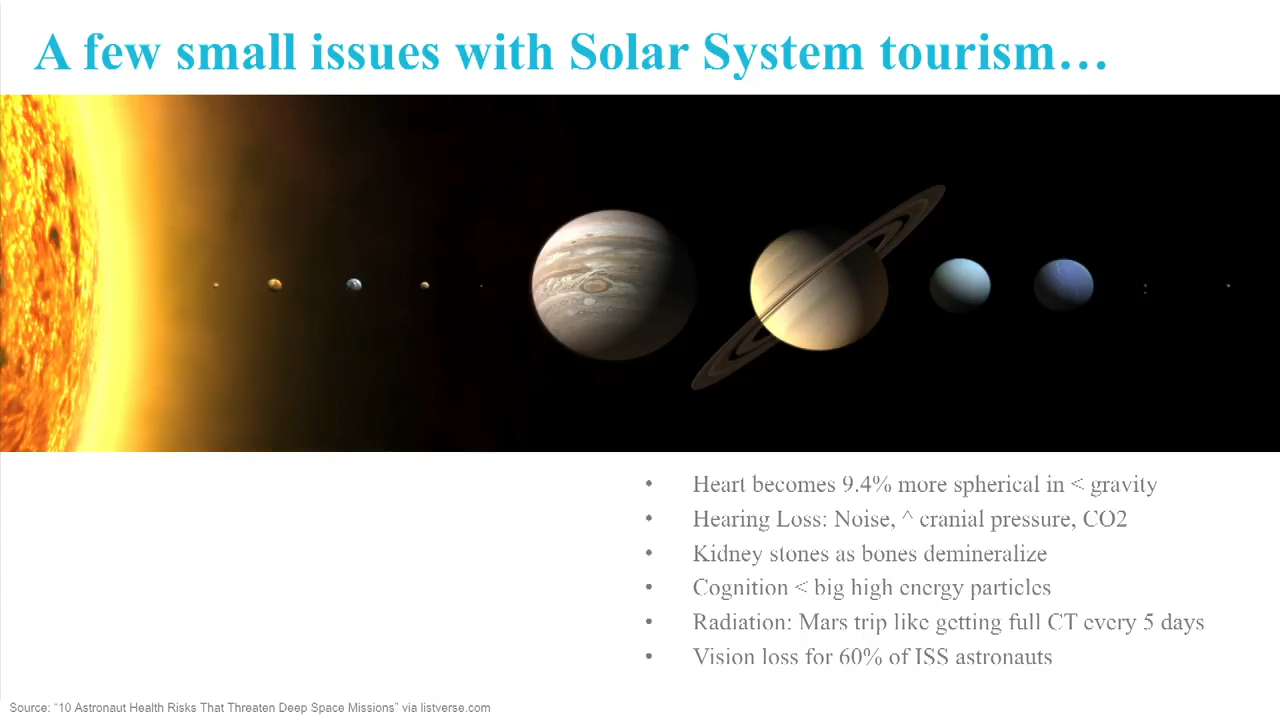 A few small issues with Solar System tourism…
• Heart becomes 9.4% more spherical in < gravity
• Hearing Loss: Noise, ^ cranial pressure, CO2
• Kidney stones as bones demineralize
• Cognition < big high energy particles
• Radiation: Mars trip like getting full CT every 5 days
• Vision loss for 60% of ISS astronauts
Source: “10 Astronaut Health Risks That Threaten Deep Space Missions” via listverse.com